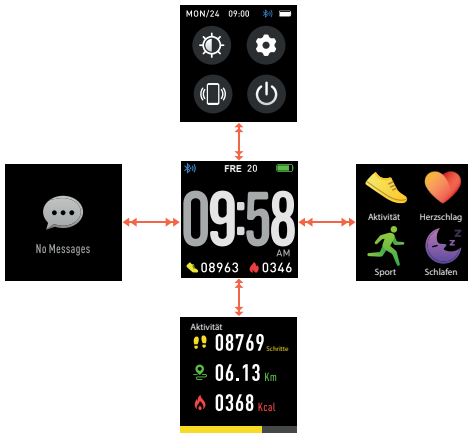 MON/24 09:00
No Messages
FRE 20
09:58
AM
08963 0346
Aktivität Herzschlag
Sport Schlafen
z z z
Aktivität
08769 Schritte
06.13 Km
0368 Kcal